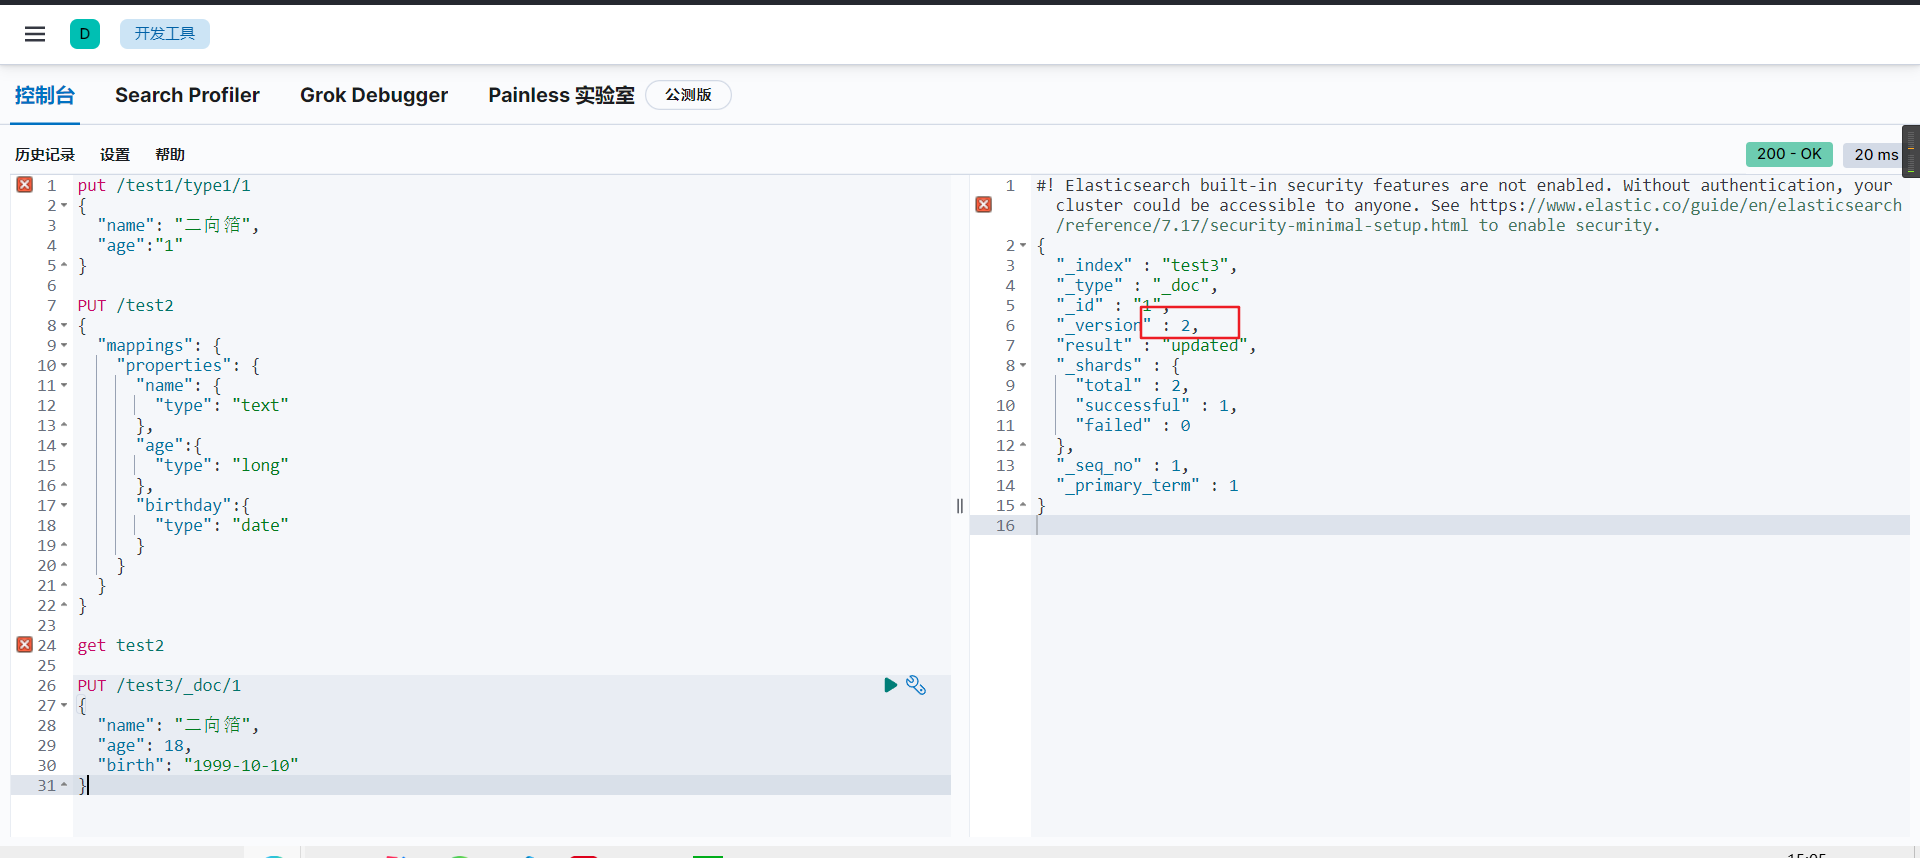 D 开发工具
控制台 Search Profiler Grok Debugger Painless 实验室 公测版
历史记录 设置 帮助 200 - OK 20 ms
1 put /test1/type1/1
2 {
3 "name": "二向箔",
4 "age":"1"
5 }
6
7 PUT /test2
8 {
9 "mappings": {
10 "properties": {
11 "name": {
12 "type": "text"
13 },
14 "age":{
15 "type": "long"
16 },
17 "birthday":{
18 "type": "date"
19 }
20 }
21 }
22 }
23
24 get test2
25
26 PUT /test3/_doc/1
27 {
28 "name": "二向箔",
29 "age": 18,
30 "birth": "1999-10-10"
31 }
1 #! Elasticsearch built-in security features are not enabled. Without authentication, your
cluster could be accessible to anyone. See https://www.elastic.co/guide/en/elasticsearch
/reference/7.17/security-minimal-setup.html to enable security.
2 {
3 "_index" : "test3",
4 "_type" : "_doc",
5 "_id" : "1",
6 "_version" : 2,
7 "result" : "updated",
8 "_shards" : {
9 "total" : 2,
10 "successful" : 1,
11 "failed" : 0
12 },
13 "_seq_no" : 1,
14 "_primary_term" : 1
15 }
16